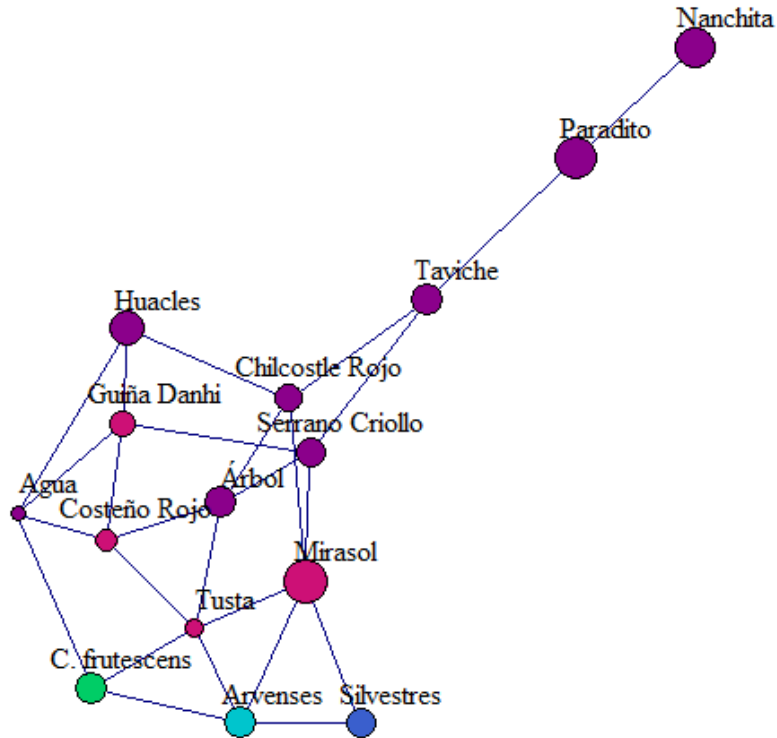 Nanchita
Paradito
Taviche
Huacles
Chilcostle Rojo
Guiña Danhi
Serrano Criollo
Agua
Árbol
Costeño Rojo
Mirasol
Tusta
C. frutescens
Arvenses
Silvestres